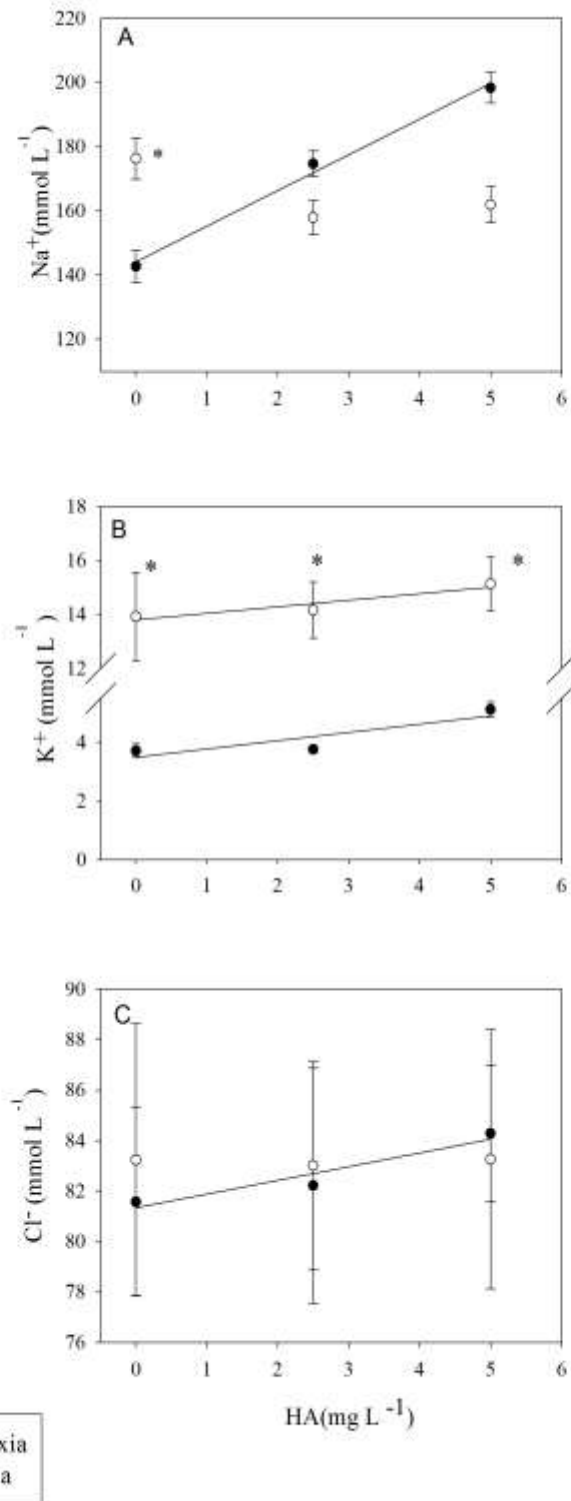 A
220
200
180
160
140
120
Na⁺(mmol L⁻¹)
*
0 1 2 3 4 5 6
B
18
16
14
12
4
2
0
K⁺(mmol L⁻¹)
* * *
0 1 2 3 4 5 6
C
90
88
86
84
82
80
78
76
Cl⁻(mmol L⁻¹)
0 1 2 3 4 5 6
HA(mg L⁻¹)
xia
a